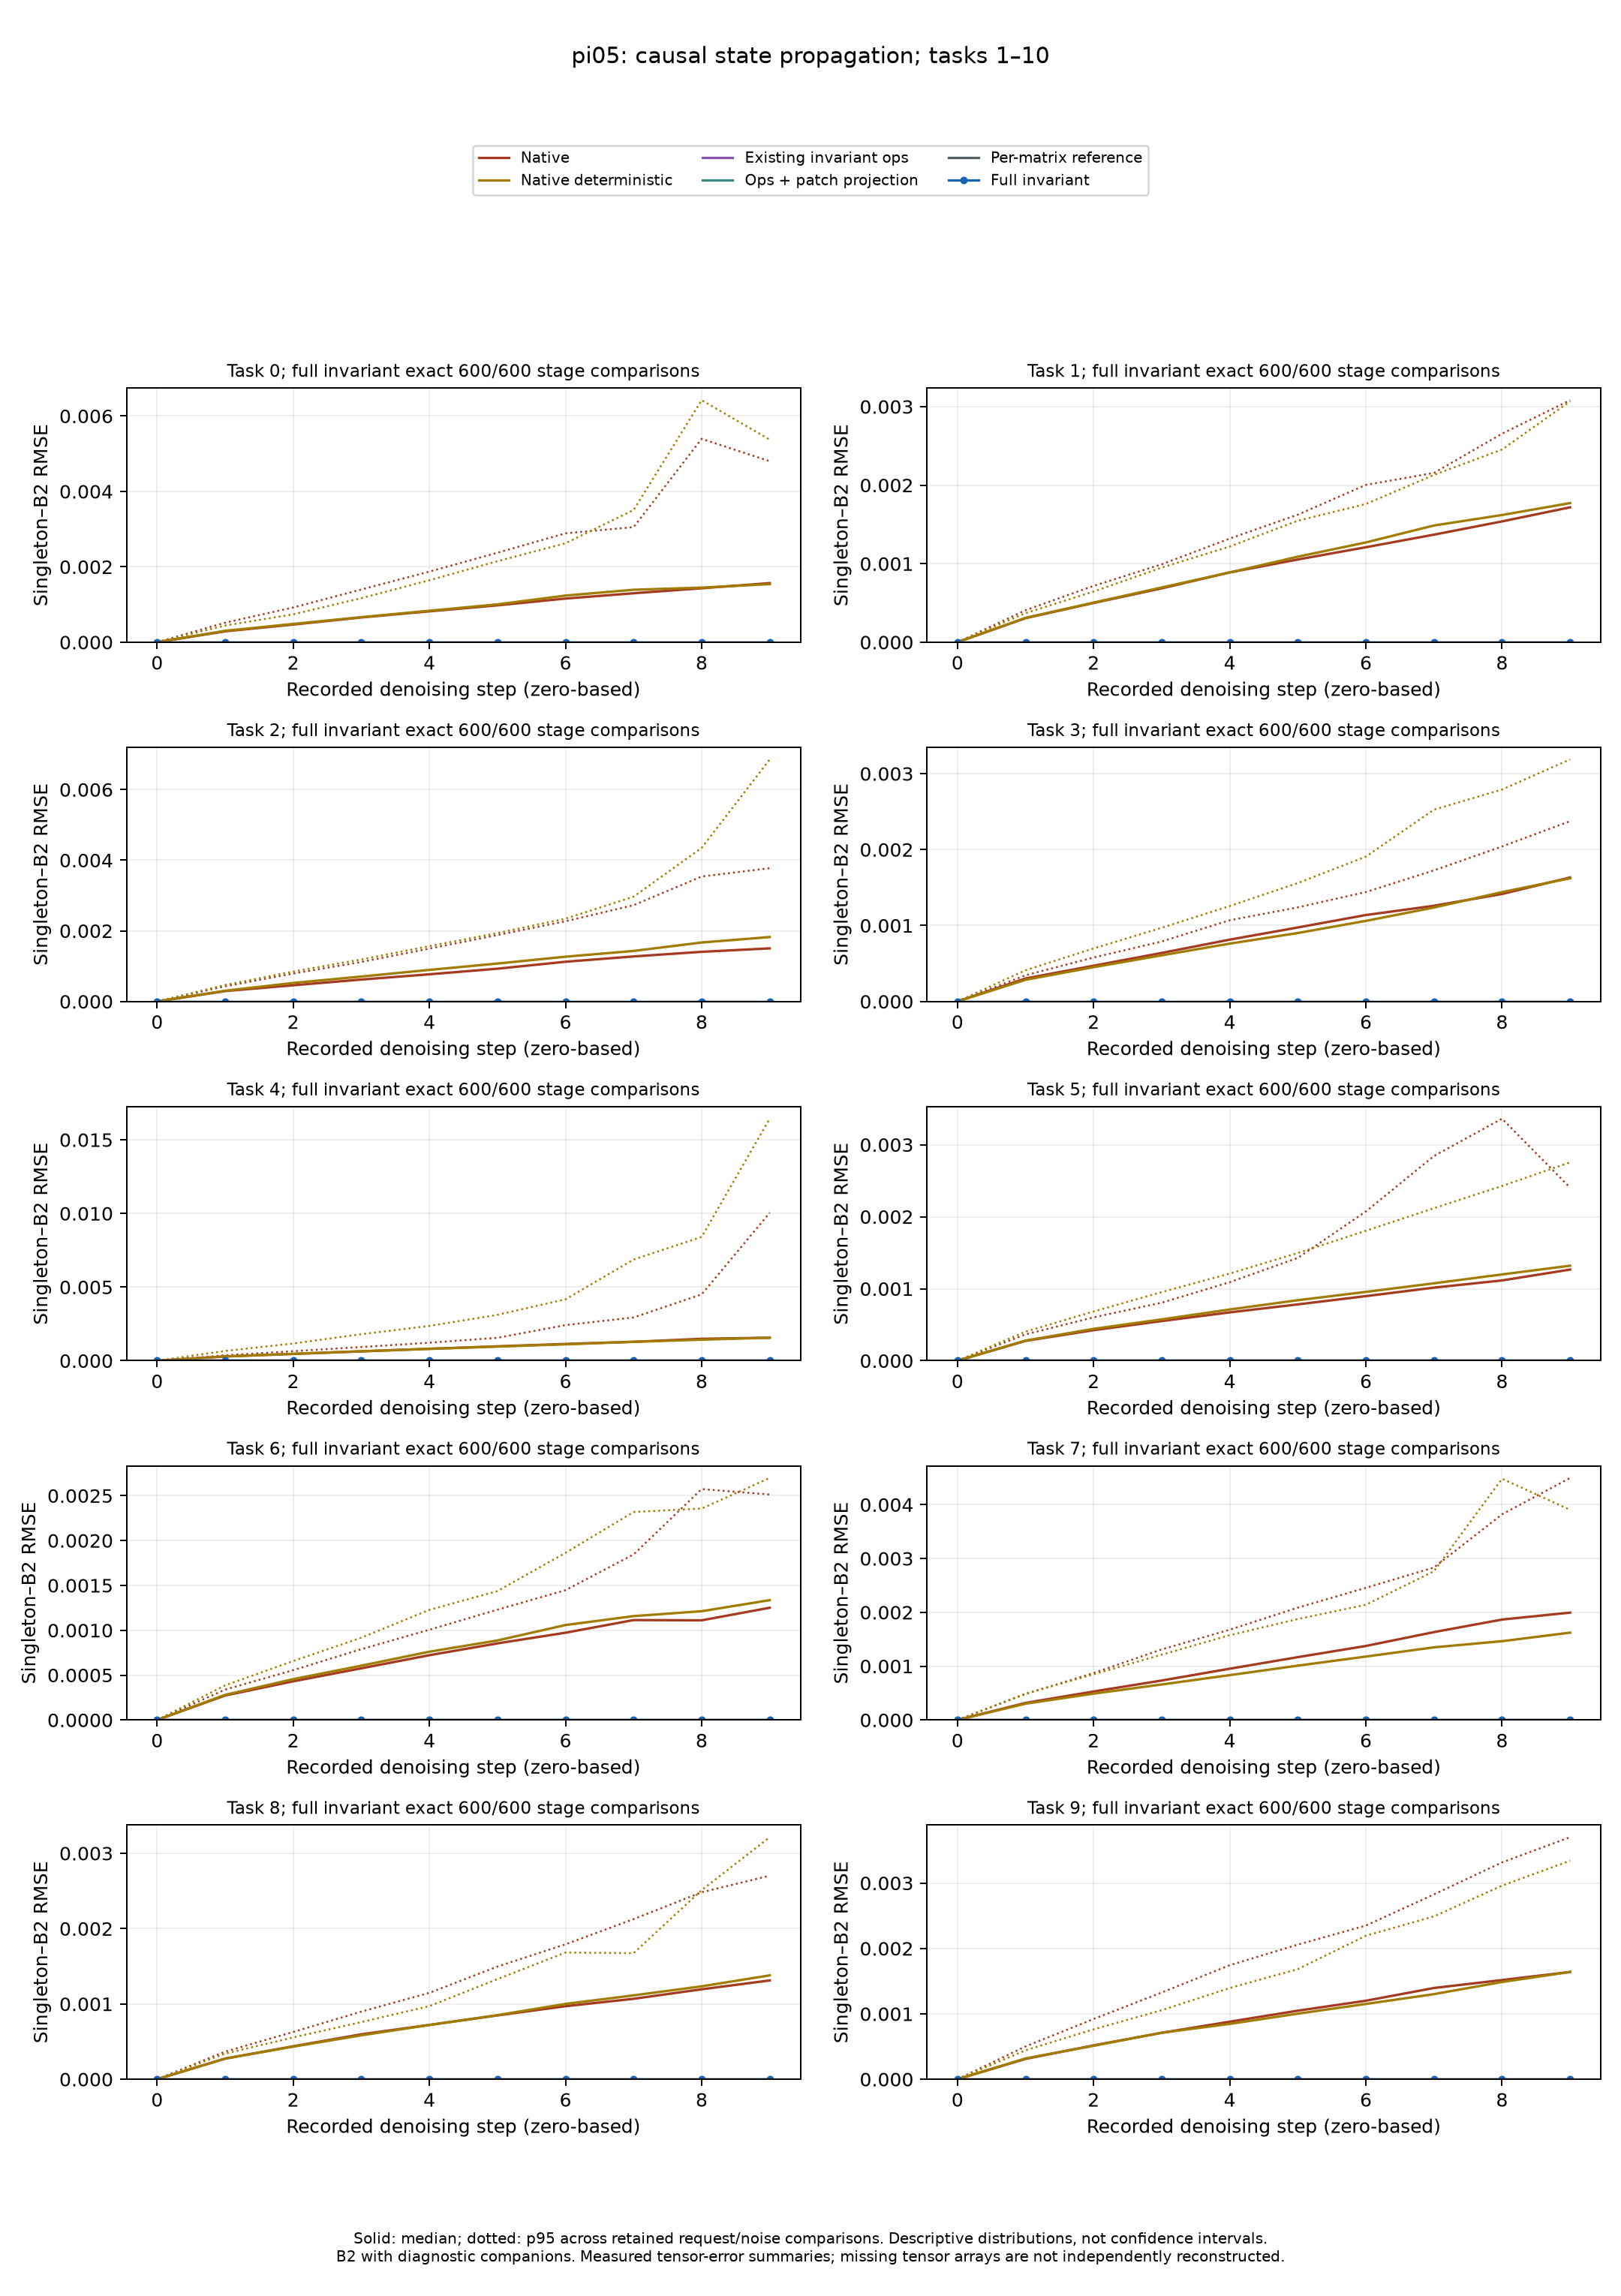 pi05: causal state propagation; tasks 1–10
Native
Existing invariant ops
Per-matrix reference
Native deterministic
Ops + patch projection
Full invariant
Task 0; full invariant exact 600/600 stage comparisons
Singleton–B2 RMSE
0.006
0.004
0.002
0.000
0 2 4 6 8
Recorded denoising step (zero-based)
Task 1; full invariant exact 600/600 stage comparisons
Singleton–B2 RMSE
0.003
0.002
0.001
0.000
0 2 4 6 8
Recorded denoising step (zero-based)
Task 2; full invariant exact 600/600 stage comparisons
Singleton–B2 RMSE
0.006
0.004
0.002
0.000
0 2 4 6 8
Recorded denoising step (zero-based)
Task 3; full invariant exact 600/600 stage comparisons
Singleton–B2 RMSE
0.003
0.002
0.001
0.000
0 2 4 6 8
Recorded denoising step (zero-based)
Task 4; full invariant exact 600/600 stage comparisons
Singleton–B2 RMSE
0.015
0.010
0.005
0.000
0 2 4 6 8
Recorded denoising step (zero-based)
Task 5; full invariant exact 600/600 stage comparisons
Singleton–B2 RMSE
0.003
0.002
0.001
0.000
0 2 4 6 8
Recorded denoising step (zero-based)
Task 6; full invariant exact 600/600 stage comparisons
Singleton–B2 RMSE
0.0025
0.0020
0.0015
0.0010
0.0005
0.0000
0 2 4 6 8
Recorded denoising step (zero-based)
Task 7; full invariant exact 600/600 stage comparisons
Singleton–B2 RMSE
0.004
0.003
0.002
0.001
0.000
0 2 4 6 8
Recorded denoising step (zero-based)
Task 8; full invariant exact 600/600 stage comparisons
Singleton–B2 RMSE
0.003
0.002
0.001
0.000
0 2 4 6 8
Recorded denoising step (zero-based)
Task 9; full invariant exact 600/600 stage comparisons
Singleton–B2 RMSE
0.003
0.002
0.001
0.000
0 2 4 6 8
Recorded denoising step (zero-based)
Solid: median; dotted: p95 across retained request/noise comparisons. Descriptive distributions, not confidence intervals.
B2 with diagnostic companions. Measured tensor-error summaries; missing tensor arrays are not independently reconstructed.